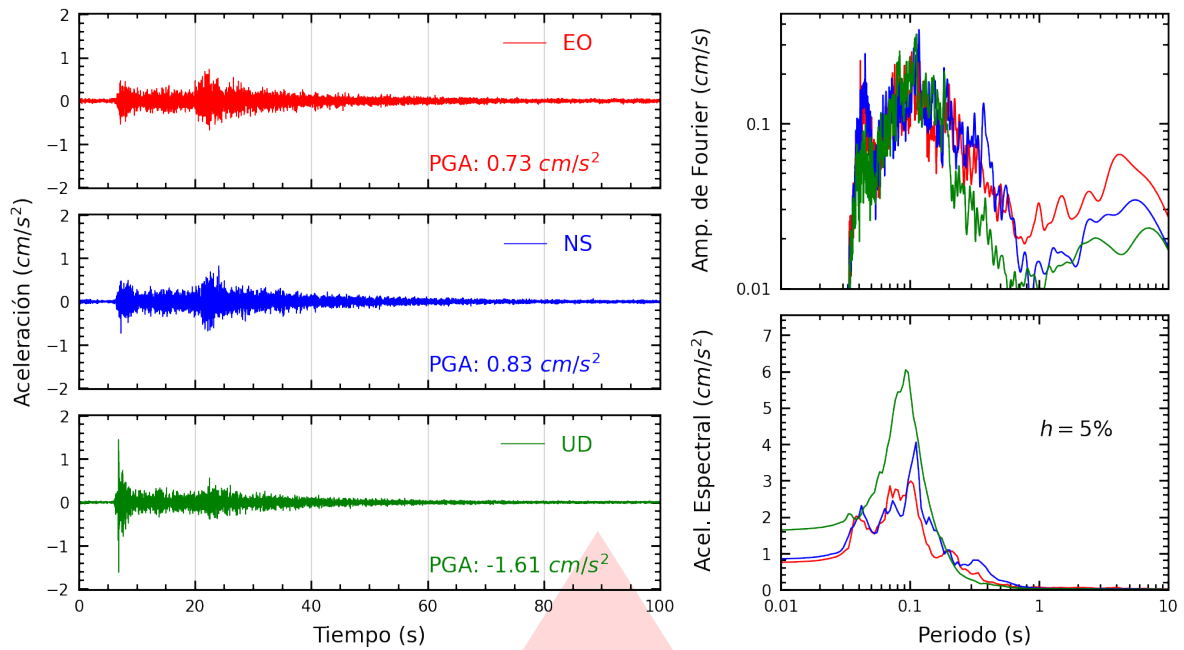 Aceleración (cm/s²)
2
1
0
−1
−2
EO
PGA: 0.73 cm/s²
2
1
0
−1
−2
NS
PGA: 0.83 cm/s²
2
1
0
−1
−2
UD
PGA: -1.61 cm/s²
0 20 40 60 80 100
Tiempo (s)
Amp. de Fourier (cm/s)
0.1
0.01
Acel. Espectral (cm/s²)
7
6
5
4
3
2
1
0
h = 5%
0.01 0.1 1 10
Periodo (s)